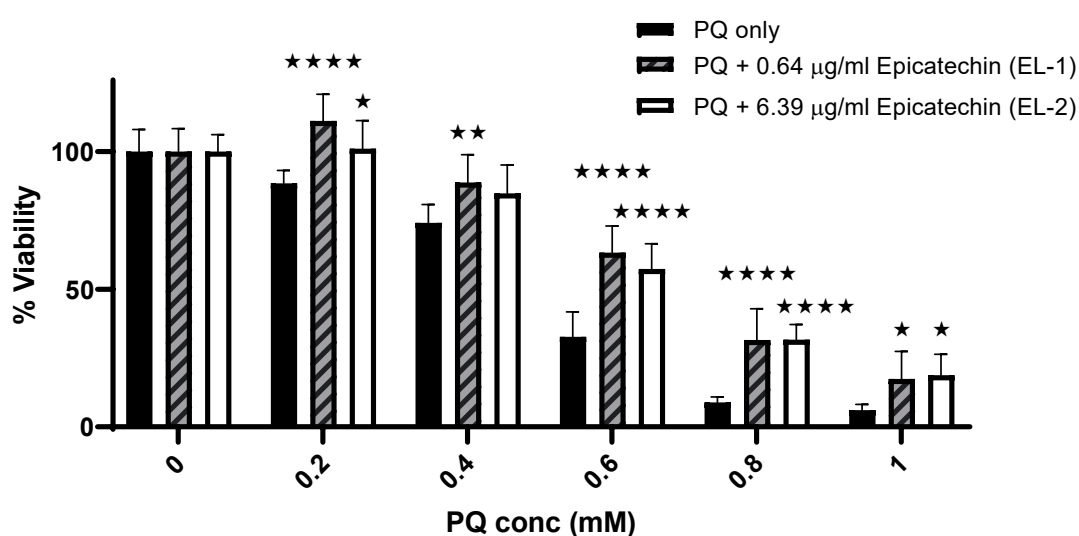 PQ only
PQ + 0.64 μg/ml Epicatechin (EL-1)
PQ + 6.39 μg/ml Epicatechin (EL-2)
★★★★
★
★★
★★★★
★★★★
★★★★
★★★★
★ ★
100
50
0
% Viability
0 0.2 0.4 0.6 0.8 1
PQ conc (mM)